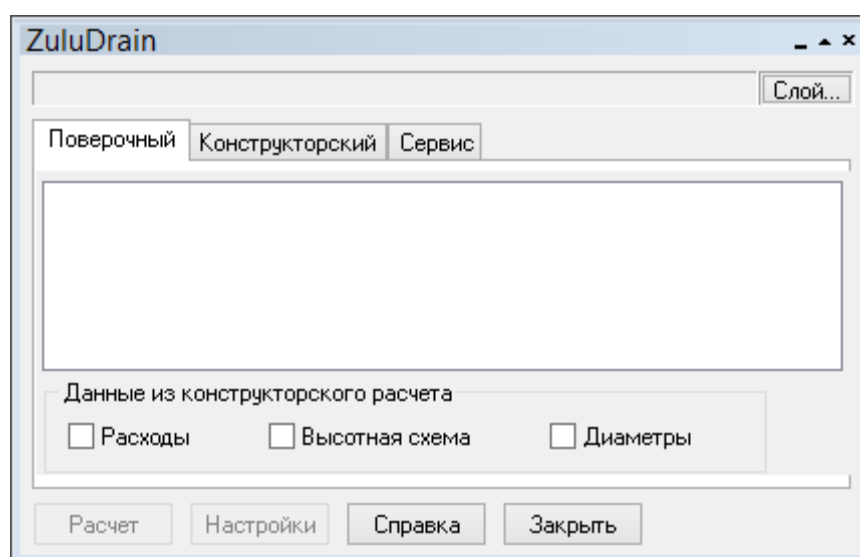 ZuluDrain
Слой...
Поверочный Конструкторский Сервис
Данные из конструкторского расчета
Расходы Высотная схема Диаметры
Расчет Настройки Справка Закрыть